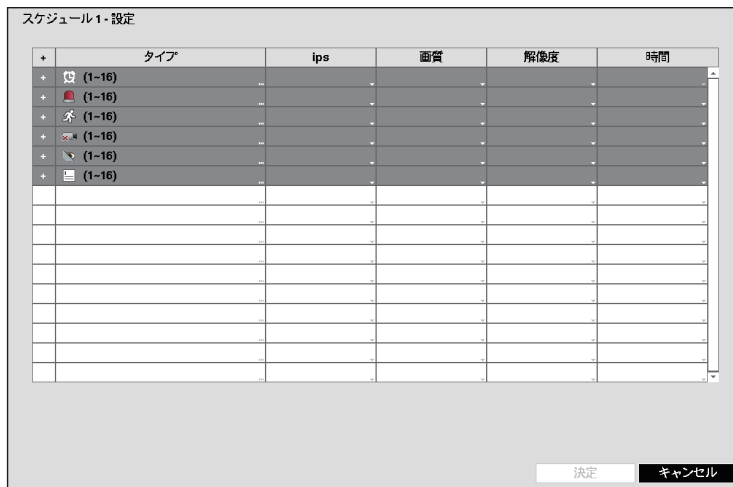 スケジュール 1 - 設定
+ タイプ ips 画質 解像度 時間
+ (1~16)
+ (1~16)
+ (1~16)
+ (1~16)
+ (1~16)
+ (1~16)
決定 キャンセル